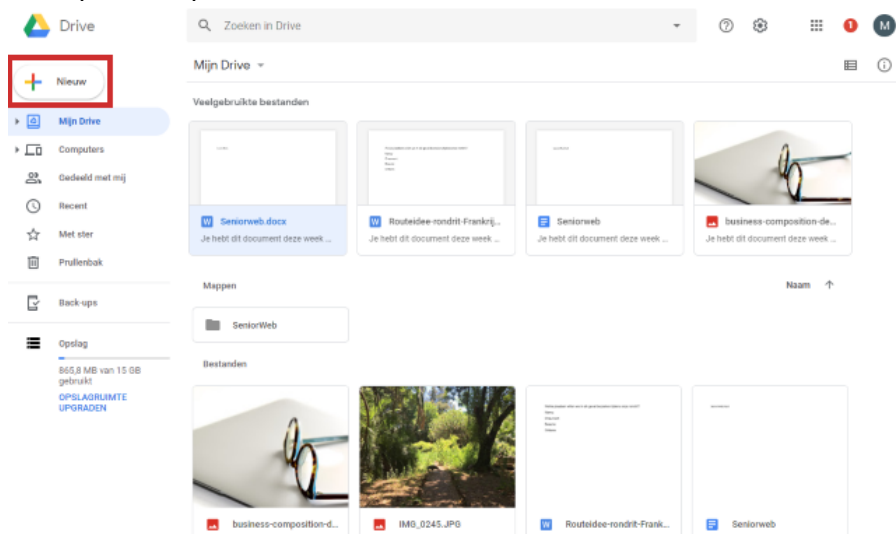 Drive
Zoeken in Drive
1
M
Nieuw
Mijn Drive
Mijn Drive
Computers
Gedeeld met mij
Recent
Met ster
Prullenbak
Back-ups
Opslag
865,8 MB van 15 GB
gebruikt
OPSLAGRUIMTE
UPGRADEN
Veelgebruikte bestanden
W Seniorweb.docx
Je hebt dit document deze week ...
W Routeidee-rondrit-Frankrij...
Je hebt dit document deze week ...
Seniorweb
Je hebt dit document deze week ...
business-composition-de...
Je hebt dit document deze week ...
Mappen
Naam
SeniorWeb
Bestanden
business-composition-d...
IMG_0245.JPG
W Routeidee-rondrit-Frank...
Seniorweb